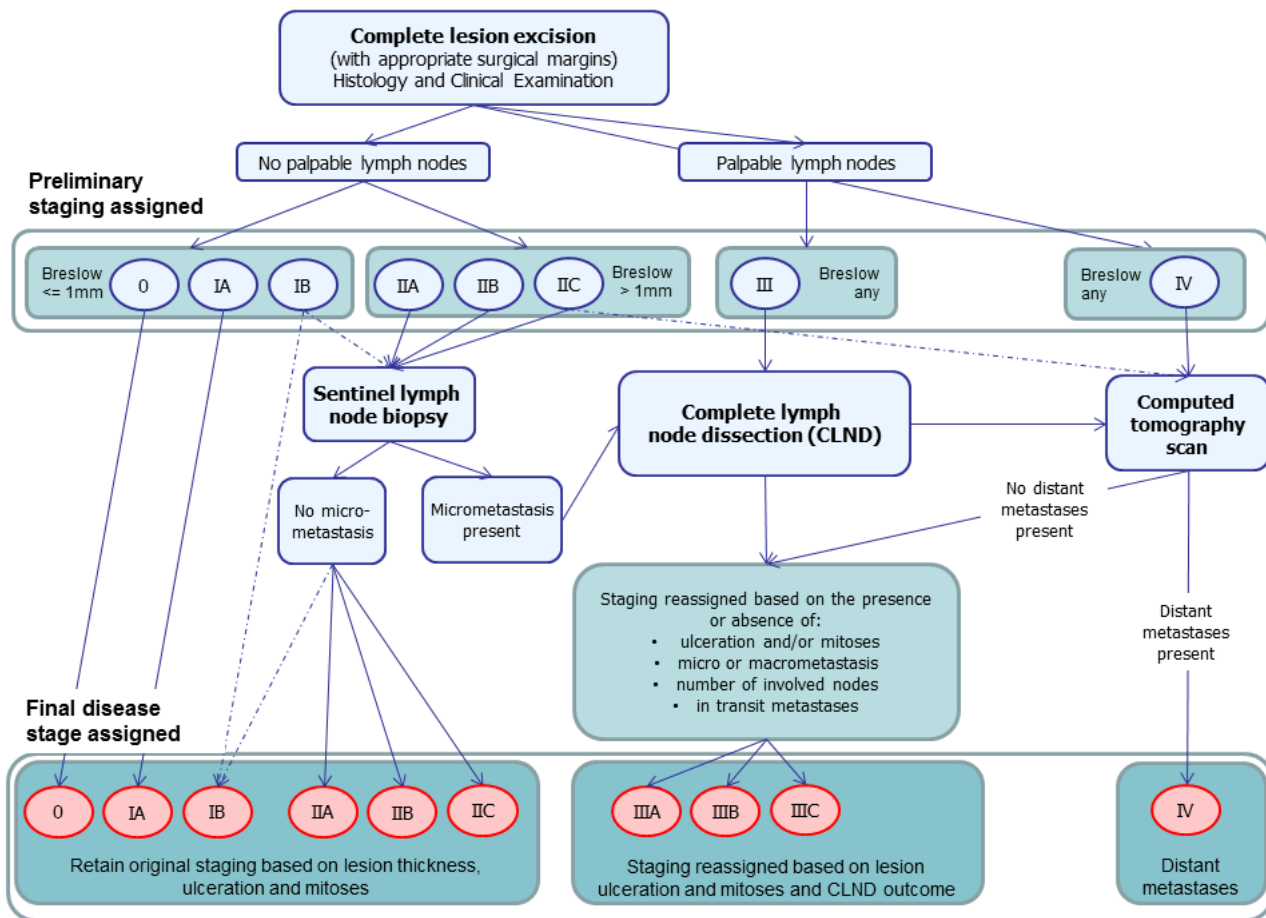 Complete lesion excision
(with appropriate surgical margins)
Histology and Clinical Examination
No palpable lymph nodes
Palpable lymph nodes
Preliminary
staging assigned
Breslow
<= 1mm
0
IA
IB
IIA
IIB
IIC
Breslow
> 1mm
III
Breslow
any
Breslow
any
IV
Sentinel lymph
node biopsy
Complete lymph
node dissection (CLND)
Computed
tomography
scan
No micro-
metastasis
Micrometastasis
present
No distant
metastases
present
Staging reassigned based on the presence
or absence of:
• ulceration and/or mitoses
• micro or macrometastasis
• number of involved nodes
• in transit metastases
Distant
metastases
present
Final disease
stage assigned
0
IA
IB
IIA
IIB
IIC
IIIA
IIIB
IIIC
IV
Retain original staging based on lesion thickness,
ulceration and mitoses
Staging reassigned based on lesion
ulceration and mitoses and CLND outcome
Distant
metastases